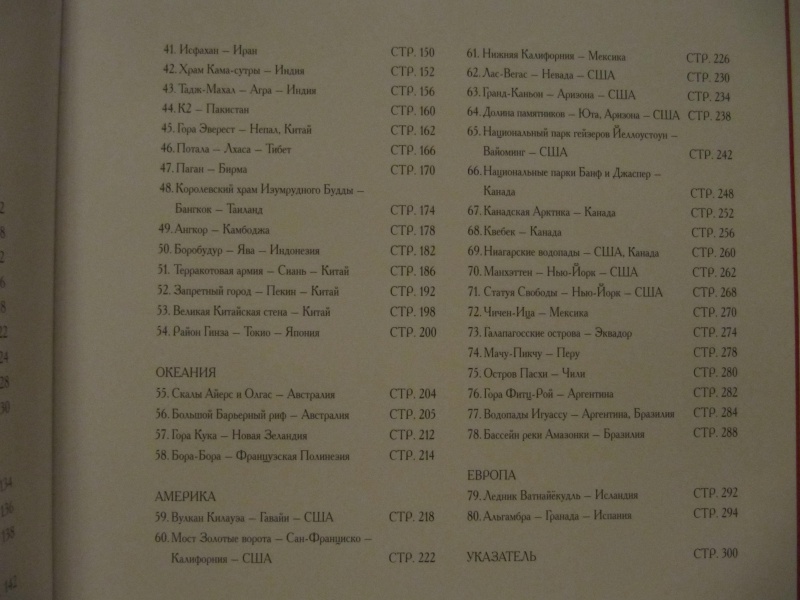 2
8
2
6
8
22
24
28
30
134
136
138
142
41. Исфахан – Иран СТР. 150
42. Храм Кама-сутры – Индия СТР. 152
43. Тадж-Махал – Агра – Индия СТР. 156
44. К2 – Пакистан СТР. 160
45. Гора Эверест – Непал, Китай СТР. 162
46. Потала – Лхаса – Тибет СТР. 166
47. Паган – Бирма СТР. 170
48. Королевский храм Изумрудного Будды –
Бангкок – Таиланд СТР. 174
49. Ангкор – Камбоджа СТР. 178
50. Боробудур – Ява – Индонезия СТР. 182
51. Терракотовая армия – Сиань – Китай СТР. 186
52. Запретный город – Пекин – Китай СТР. 192
53. Великая Китайская стена – Китай СТР. 198
54. Район Гинза – Токио – Япония СТР. 200
ОКЕАНИЯ
55. Скалы Айерс и Олгас – Австралия СТР. 204
56. Большой Барьерный риф – Австралия СТР. 205
57. Гора Кука – Новая Зеландия СТР. 212
58. Бора-Бора – Французская Полинезия СТР. 214
АМЕРИКА
59. Вулкан Килауэа – Гавайи – США СТР. 218
60. Мост Золотые ворота – Сан-Франциско –
Калифорния – США СТР. 222
61. Нижняя Калифорния – Мексика СТР. 226
62. Лас-Вегас – Невада – США СТР. 230
63. Гранд-Каньон – Аризона – США СТР. 234
64. Долина памятников – Юта, Аризона – США СТР. 238
65. Национальный парк гейзеров Йеллоустоун –
Вайоминг – США СТР. 242
66. Национальные парки Банф и Джаспер –
Канада СТР. 248
67. Канадская Арктика – Канада СТР. 252
68. Квебек – Канада СТР. 256
69. Ниагарские водопады – США, Канада СТР. 260
70. Манхэттен – Нью-Йорк – США СТР. 262
71. Статуя Свободы – Нью-Йорк – США СТР. 268
72. Чичен-Ица – Мексика СТР. 270
73. Галапагосские острова – Эквадор СТР. 274
74. Мачу-Пикчу – Перу СТР. 278
75. Остров Пасхи – Чили СТР. 280
76. Гора Фитц-Рой – Аргентина СТР. 282
77. Водопады Игуассу – Аргентина, Бразилия СТР. 284
78. Бассейн реки Амазонки – Бразилия СТР. 288
ЕВРОПА
79. Ледник Ватнайёкудль – Исландия СТР. 292
80. Альгамбра – Гранада – Испания СТР. 294
УКАЗАТЕЛЬ СТР. 300